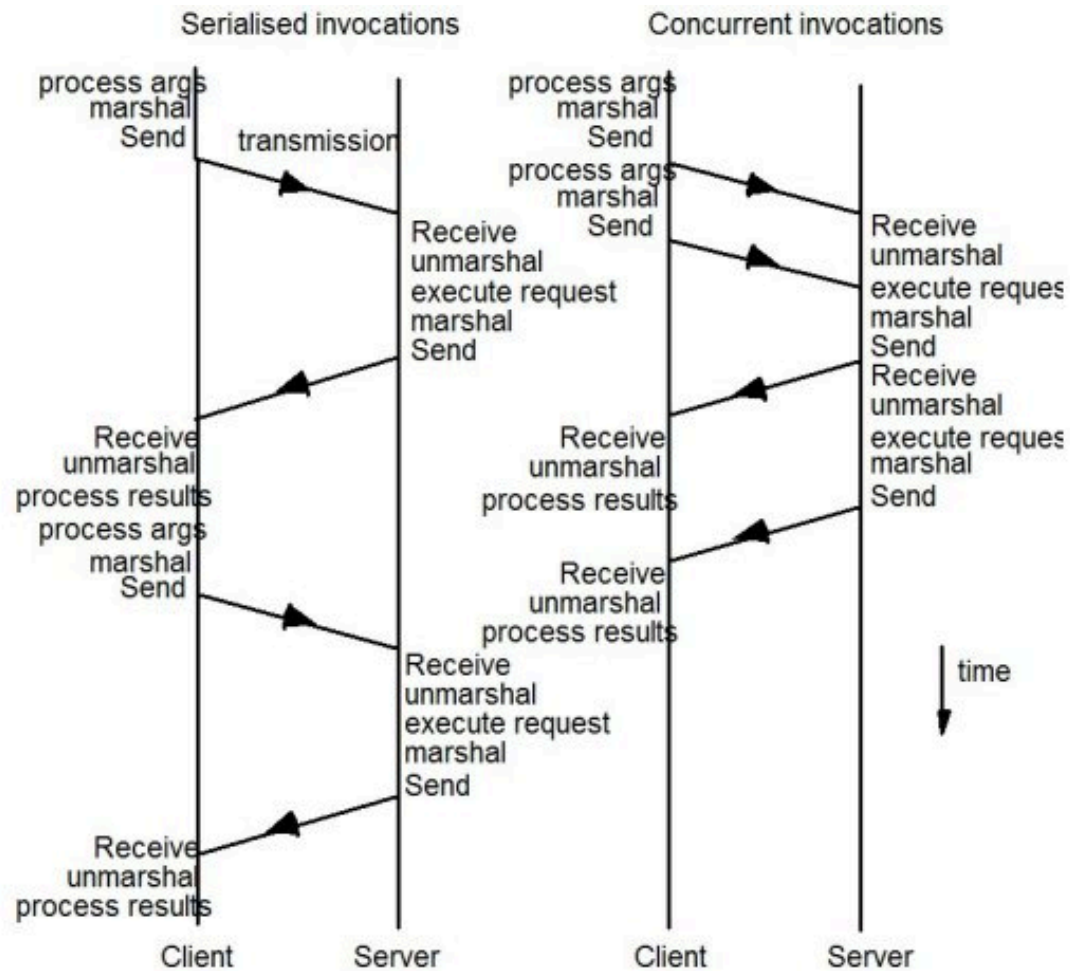 Serialised invocations
process args
marshal
Send
transmission
Receive
unmarshal
execute request
marshal
Send
Receive
unmarshal
process results
process args
marshal
Send
Receive
unmarshal
execute request
marshal
Send
Receive
unmarshal
process results
Client
Server
Concurrent invocations
process args
marshal
Send
process args
marshal
Send
Receive
unmarshal
execute reques
marshal
Send
Receive
unmarshal
execute reques
marshal
Send
Receive
unmarshal
process results
Receive
unmarshal
process results
time
Client
Server